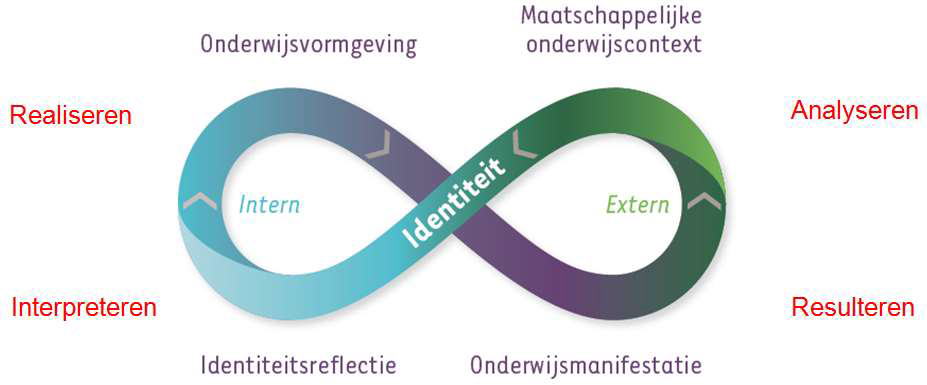 Maatschappelijke
onderwijscontext
Onderwijsvormgeving
Realiseren
Analyseren
Intern
Identiteit
Extern
Interpreteren
Resulteren
Identiteitsreflectie
Onderwijsmanifestatie